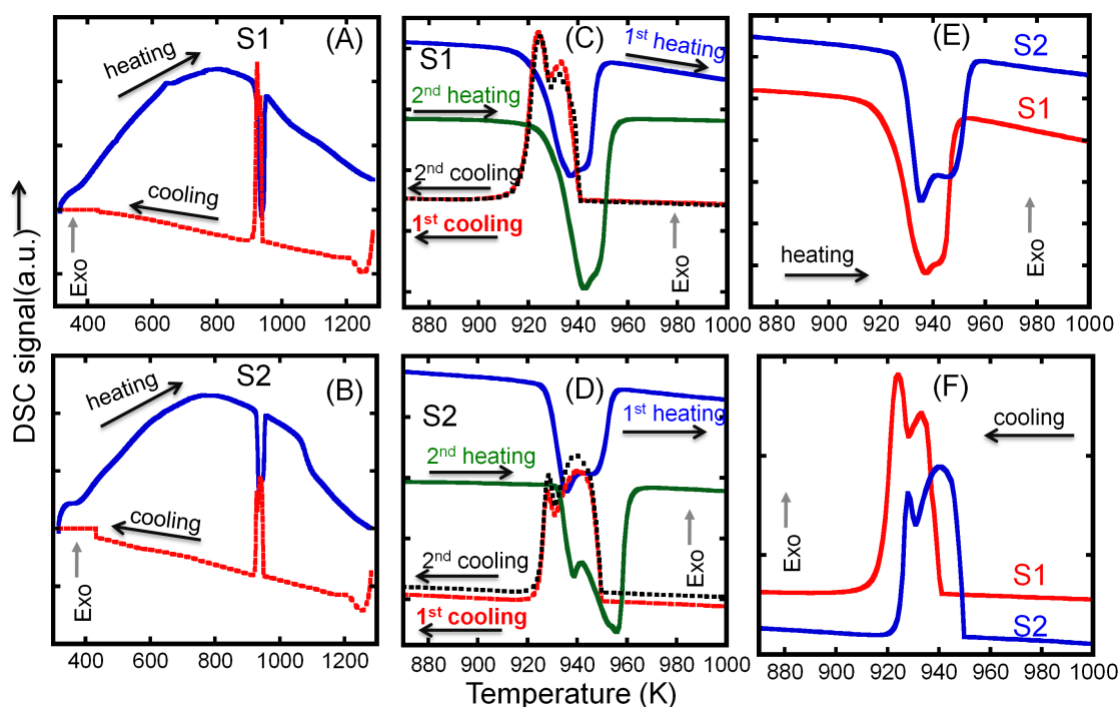 DSC signal(a.u.)
S1
(A)
heating
cooling
Exo
400 600 800 1000 1200
S2
(B)
heating
cooling
Exo
400 600 800 1000 1200
(C)
S1
1st heating
2nd heating
2nd cooling
1st cooling
Exo
880 900 920 940 960 980 1000
(D)
S2
1st heating
2nd heating
2nd cooling
1st cooling
Exo
880 900 920 940 960 980 1000
(E)
S2
S1
heating
Exo
880 900 920 940 960 980 1000
(F)
cooling
Exo
S1
S2
880 900 920 940 960 980 1000
Temperature (K)